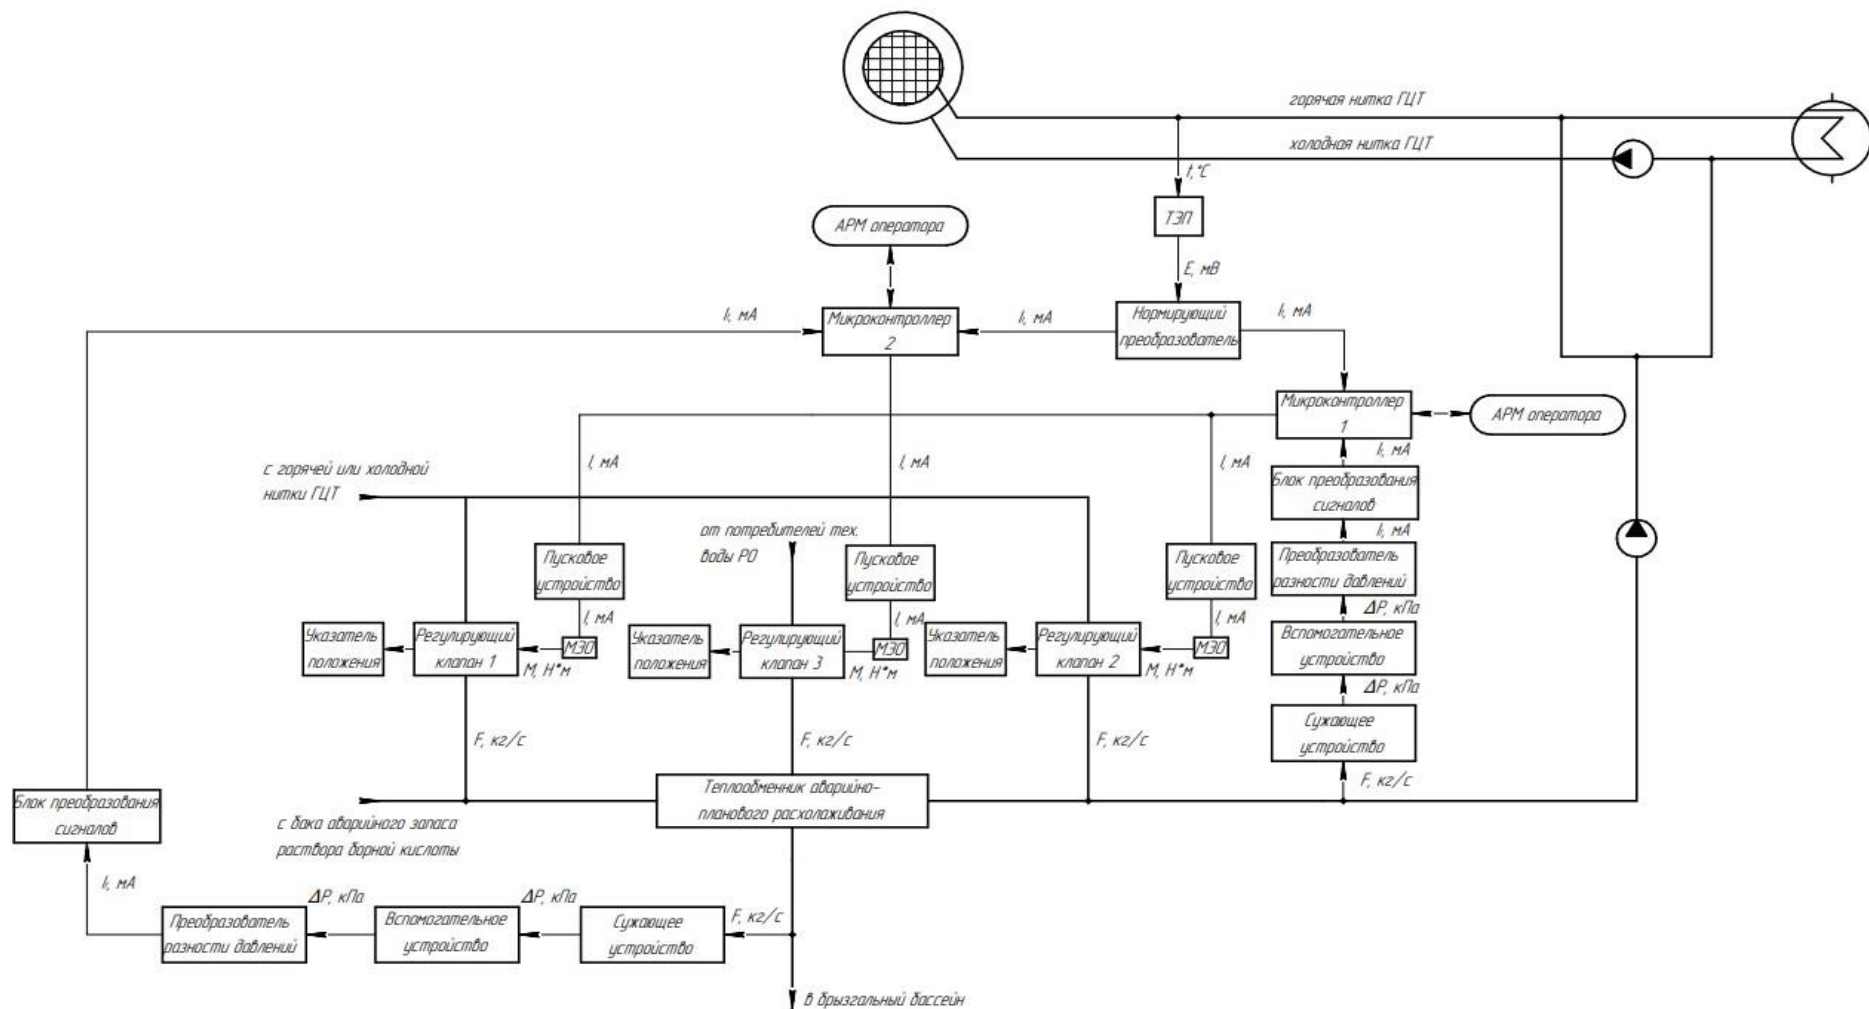 горячая нитка ГЦТ
холодная нитка ГЦТ
t,°C
ТЭП
АРМ оператора
E, мВ
I, мА
Микроконтроллер
2
I, мА
Нормирующий
преобразователь
I, мА
Микроконтроллер
1
АРМ оператора
I, мА
с горячей или холодной
нитки ГЦТ
I, мА
I, мА
I, мА
Блок преобразования
сигналов
I, мА
от потребителей тех.
воды РО
Пусковое
устройство
Пусковое
устройство
Пусковое
устройство
Преобразователь
разности давлений
ΔP, кПа
I, мА
I, мА
I, мА
Указатель
положения
Регулирующий
клапан 1
МЭО
Указатель
положения
Регулирующий
клапан 3
МЭО
Указатель
положения
Регулирующий
клапан 2
МЭО
Вспомогательное
устройство
M, Н*м
M, Н*м
M, Н*м
ΔP, кПа
Сужающее
устройство
F, кг/с
F, кг/с
F, кг/с
F, кг/с
Блок преобразования
сигналов
Теплообменник аварийно-
планового расхолаживания
с бака аварийного запаса
раствора борной кислоты
I, мА
ΔP, кПа
ΔP, кПа
F, кг/с
Преобразователь
разности давлений
Вспомогательное
устройство
Сужающее
устройство
в брызгальный бассейн